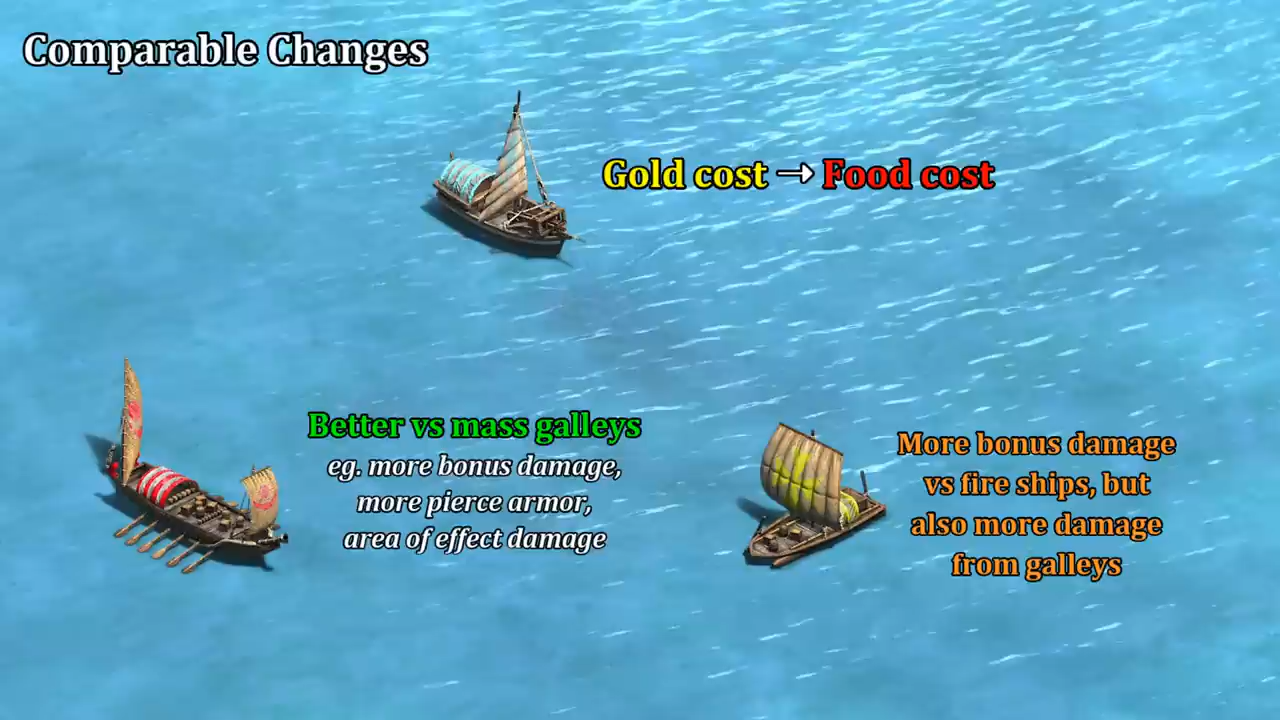 Comparable Changes
Gold cost → Food cost
Better vs mass galleys
eg. more bonus damage,
more pierce armor,
area of effect damage
More bonus damage
vs fire ships, but
also more damage
from galleys